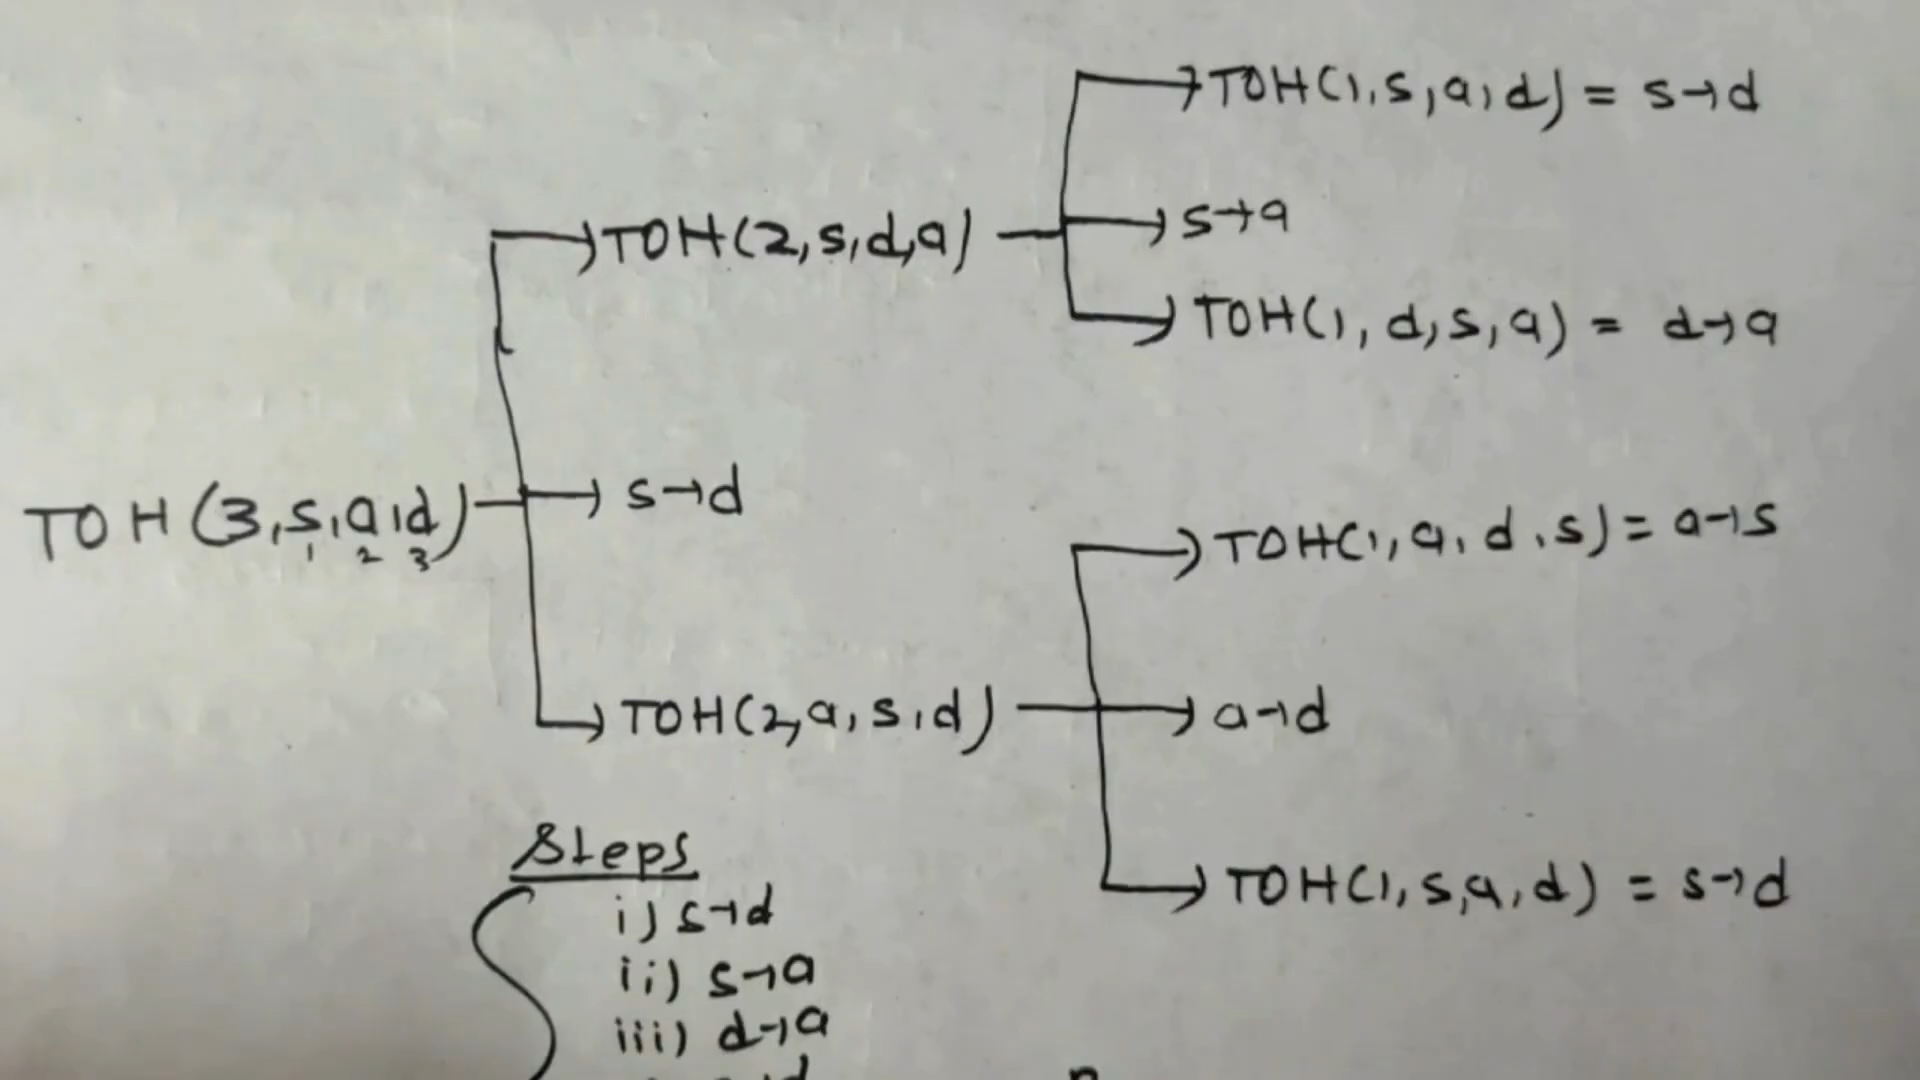 TOH(1,s,a,d) = s→d
TOH(2,s,d,a)
s→a
TOH(1,d,s,a) = d→a
TOH(3,s,a,d)
1 2 3
s→d
TOH(1,a,d,s) = a→s
TOH(2,a,s,d)
a→d
TOH(1,s,a,d) = s→d
Steps
i) s→d
ii) s→a
iii) d→a